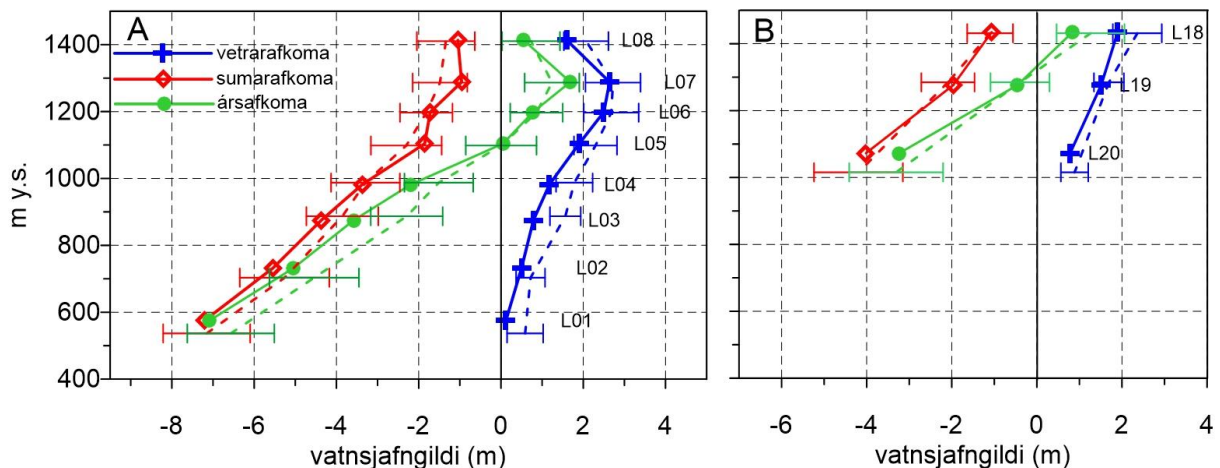 A
B
1400
1200
1000
800
600
400
m y.s.
vetrarafkoma
sumarafkoma
ársafkoma
L08
L07
L06
L05
L04
L03
L02
L01
L18
L19
L20
-8 -6 -4 -2 0 2 4
-6 -4 -2 0 2 4
vatnsjafngildi (m)
vatnsjafngildi (m)